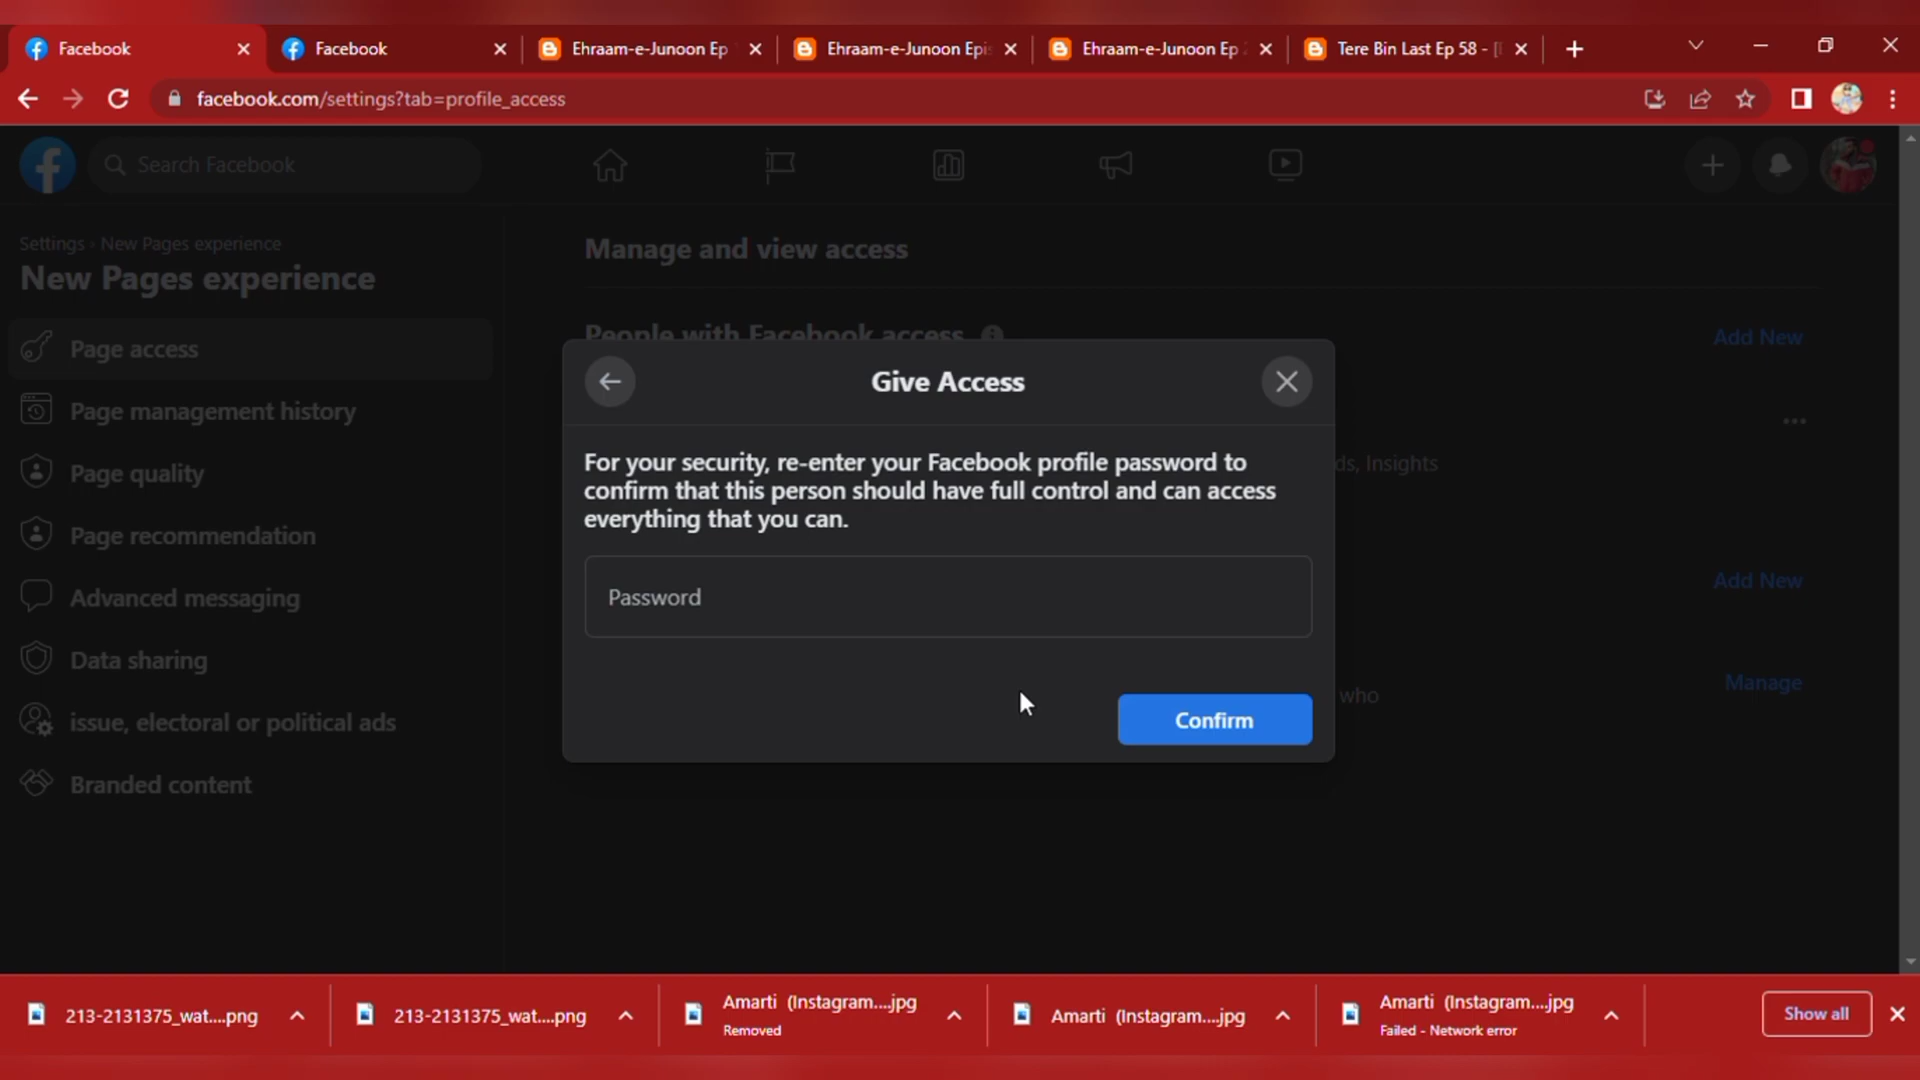 Facebook
Facebook
Ehraam-e-Junoon Ep
Ehraam-e-Junoon Epi
Ehraam-e-Junoon Ep
Tere Bin Last Ep 58 - [
facebook.com/settings?tab=profile_access
Search Facebook
Settings › New Pages experience
New Pages experience
Page access
Page management history
Page quality
Page recommendation
Advanced messaging
Data sharing
issue, electoral or political ads
Branded content
Manage and view access
People with Facebook access
Add New
ds, Insights
Add New
who
Manage
Give Access
For your security, re-enter your Facebook profile password to
confirm that this person should have full control and can access
everything that you can.
Password
Confirm
213-2131375_wat....png
213-2131375_wat....png
Amarti (Instagram....jpg
Removed
Amarti (Instagram....jpg
Amarti (Instagram....jpg
Failed - Network error
Show all